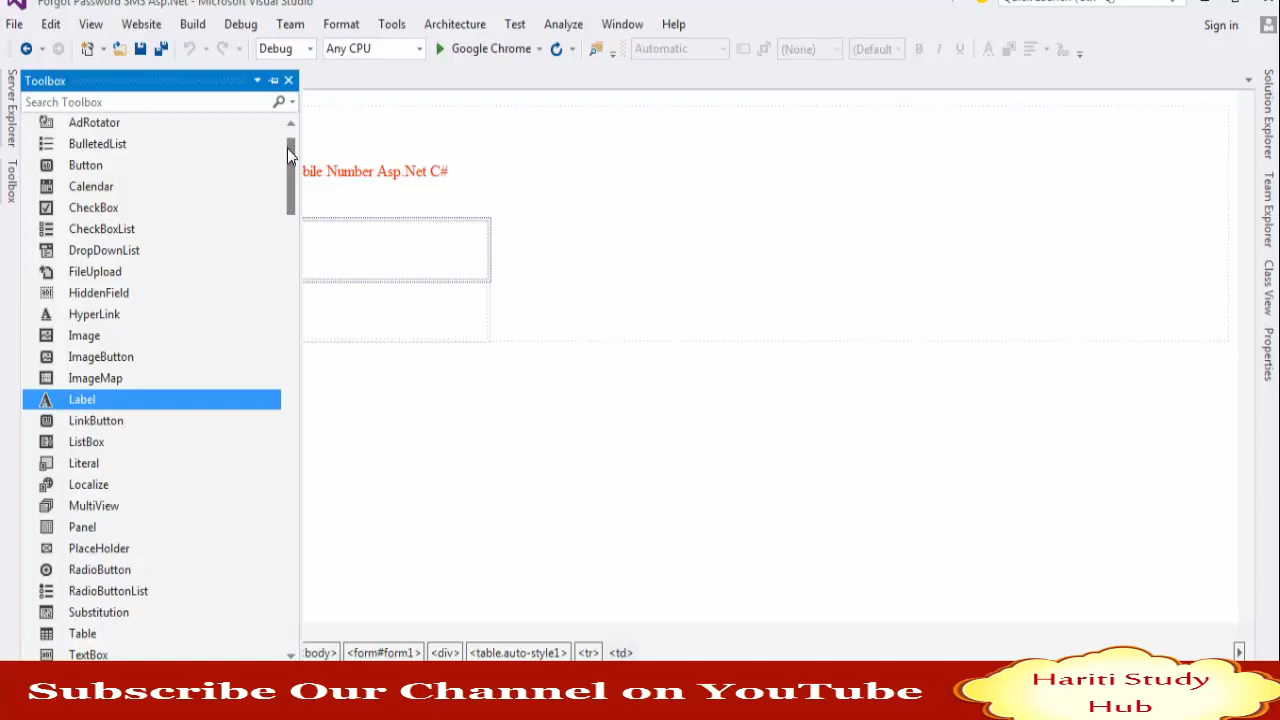 Forgot Password SMS Asp.Net - Microsoft Visual Studio
File Edit View Website Build Debug Team Format Tools Architecture Test Analyze Window Help Sign in
Debug Any CPU Google Chrome Automatic (None) (Default
Toolbox
Search Toolbox
AdRotator
BulletedList
Button
Calendar
CheckBox
CheckBoxList
DropDownList
FileUpload
HiddenField
HyperLink
Image
ImageButton
ImageMap
Label
LinkButton
ListBox
Literal
Localize
MultiView
Panel
PlaceHolder
RadioButton
RadioButtonList
Substitution
Table
TextBox
Server Explorer
Toolbox
bile Number Asp.Net C#
Solution Explorer
Team Explorer
Class View
Properties
body> <form#form1> <div> <table.auto-style1> <tr> <td>
Subscribe Our Channel on YouTube
Hariti Study
Hub